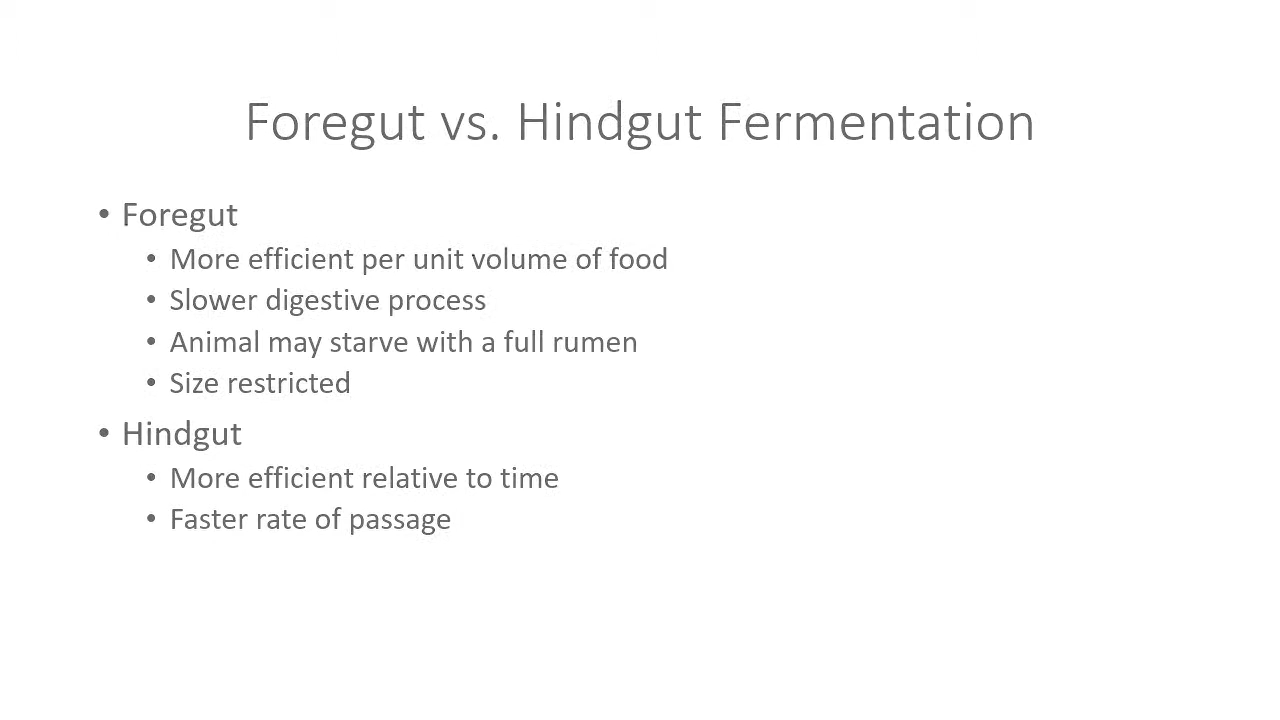 Foregut vs. Hindgut Fermentation
• Foregut
• More efficient per unit volume of food
• Slower digestive process
• Animal may starve with a full rumen
• Size restricted
• Hindgut
• More efficient relative to time
• Faster rate of passage